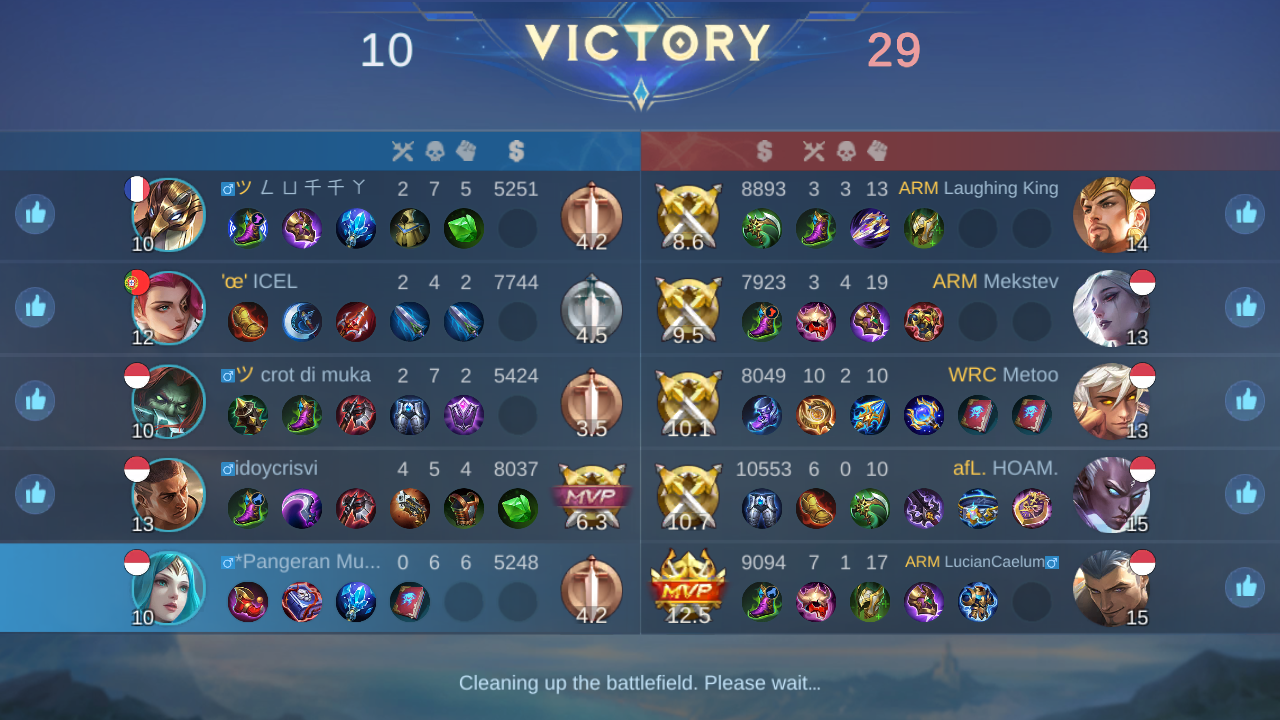 10 VICTORY 29
$ $
ツ ㄥ ㄩ 千 千 ㄚ 2 7 5 5251 8893 3 3 13 ARM Laughing King
10 4.2 8.6 14
'œ' ICEL 2 4 2 7744 7923 3 4 19 ARM Mekstev
12 4.5 9.5 13
ツ crot di muka 2 7 2 5424 8049 10 2 10 WRC Metoo
10 3.5 10.1 13
idoycrisvi 4 5 4 8037 10553 6 0 10 afL. HOAM.
MVP
13 6.3 10.7 15
*Pangeran Mu... 0 6 6 5248 9094 7 1 17 ARM LucianCaelum
MVP
10 4.2 12.5 15
Cleaning up the battlefield. Please wait...